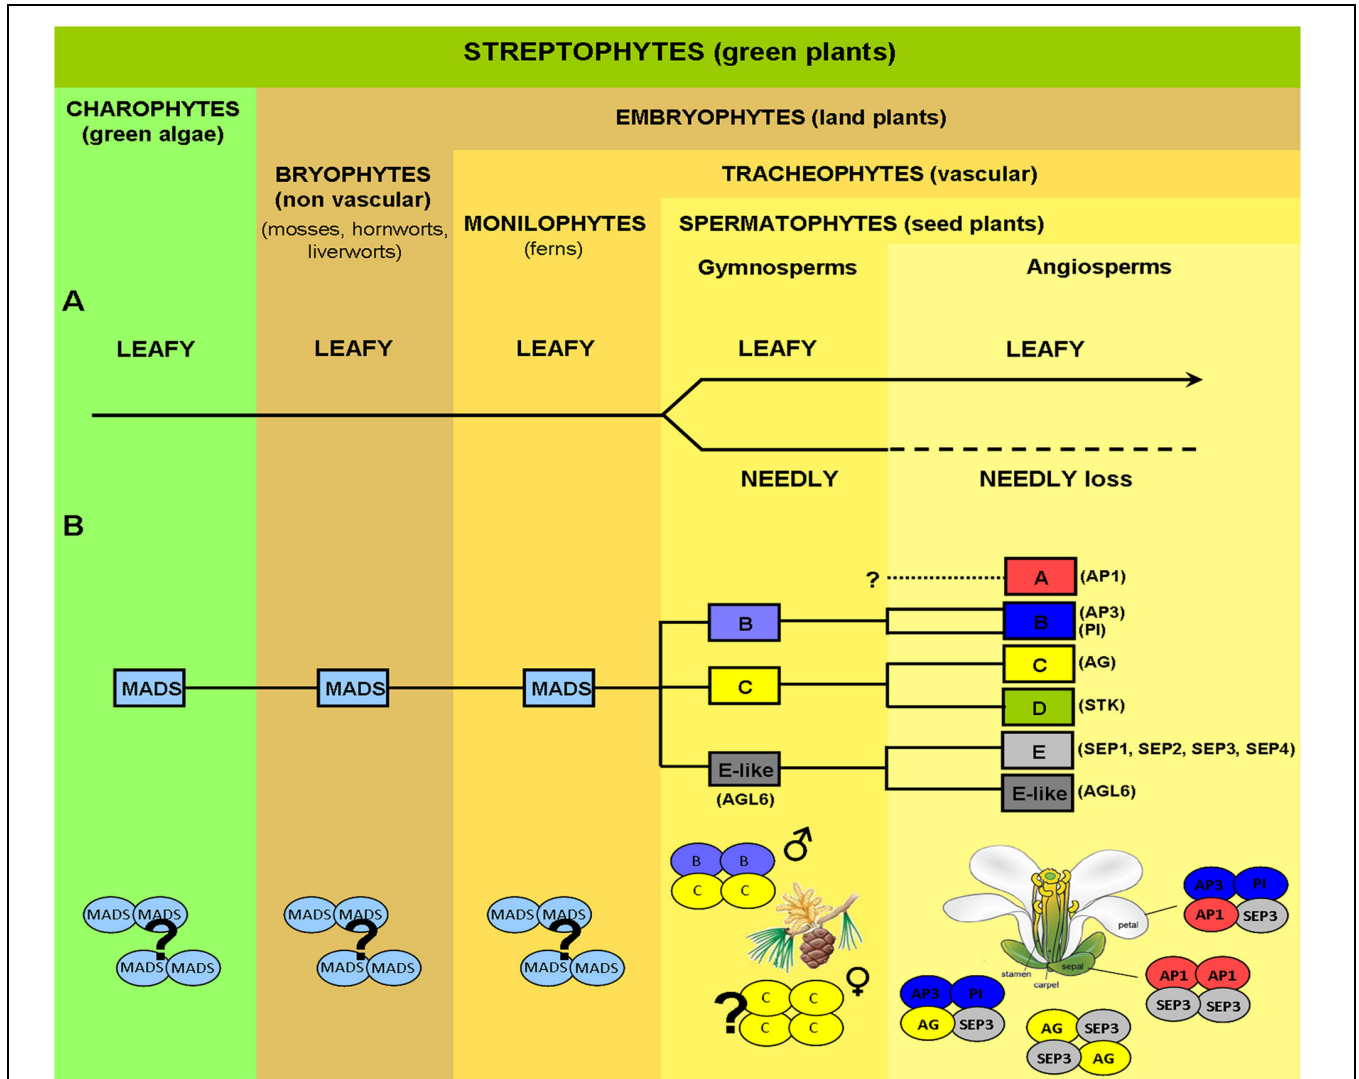 STREPTOPHYTES (green plants)
CHAROPHYTES
(green algae)
EMBRYOPHYTES (land plants)
BRYOPHYTES
(non vascular)
(mosses, hornworts,
liverworts)
TRACHEOPHYTES (vascular)
MONILOPHYTES
(ferns)
SPERMATOPHYTES (seed plants)
Gymnosperms
Angiosperms
A
LEAFY
LEAFY
LEAFY
LEAFY
LEAFY
NEEDLY
NEEDLY loss
B
?
A
(AP1)
B
B
(AP3)
(PI)
MADS
MADS
MADS
C
C
(AG)
D
(STK)
E-like
(AGL6)
E
(SEP1, SEP2, SEP3, SEP4)
E-like
(AGL6)
MADS MADS
?
MADS MADS
MADS MADS
?
MADS MADS
MADS MADS
?
MADS MADS
B B ♂
C C
♀
? C C
C C
petal
stamen
carpel
sepal
AP3 PI
AP1 SEP3
AP1 AP1
SEP3 SEP3
AP3 PI
AG SEP3
AG SEP3
SEP3 AG